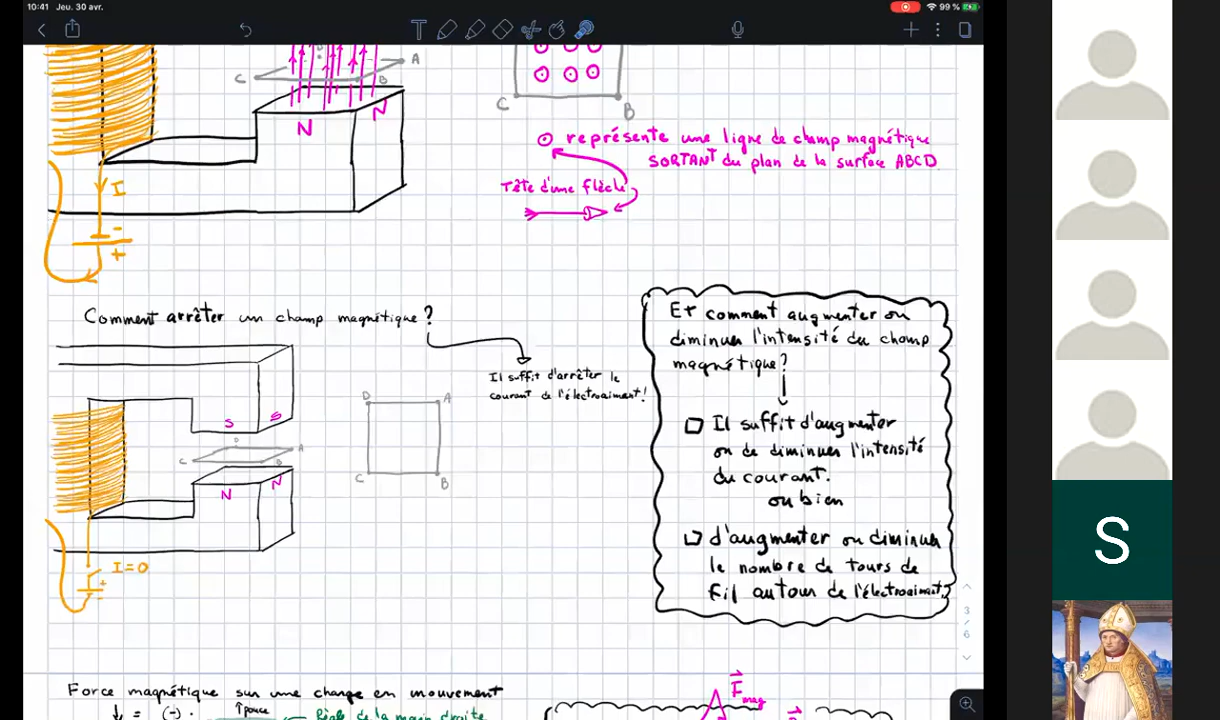 10:41 Jeu. 30 avr.
99 %
C
A
B
N
N
I
-
+
C
B
⊙ représente une ligne de champ magnétique
SORTANT du plan de la surface ABCD
Tête d'une flèche
Comment arrêter un champ magnétique ?
Il suffit d'arrêter le
courant de l'électroaimant!
S
S
D
A
C
B
N
N
I = 0
+
-
D
A
C
B
Et comment augmenter ou
diminuer l'intensité du champ
magnétique ?
Il suffit d'augmenter
ou de diminuer l'intensité
du courant.
ou bien
d'augmenter ou diminuer
le nombre de tours de
fil autour de l'électroaimant
3
/
6
S
Force magnétique sur une charge en mouvement
↓ = (-) ↑pouce
Règle de la main droite
F mag